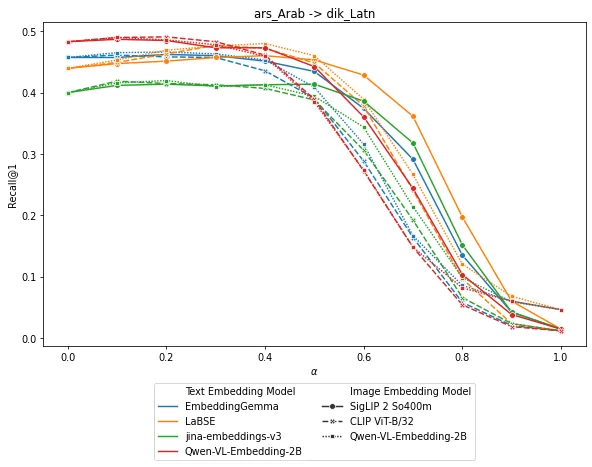 ars_Arab -> dik_Latn
0.5
0.4
0.3
0.2
0.1
0.0
Recall@1
0.0 0.2 0.4 0.6 0.8 1.0
α
Text Embedding Model Image Embedding Model
EmbeddingGemma SigLIP 2 So400m
LaBSE CLIP ViT-B/32
jina-embeddings-v3 Qwen-VL-Embedding-2B
Qwen-VL-Embedding-2B